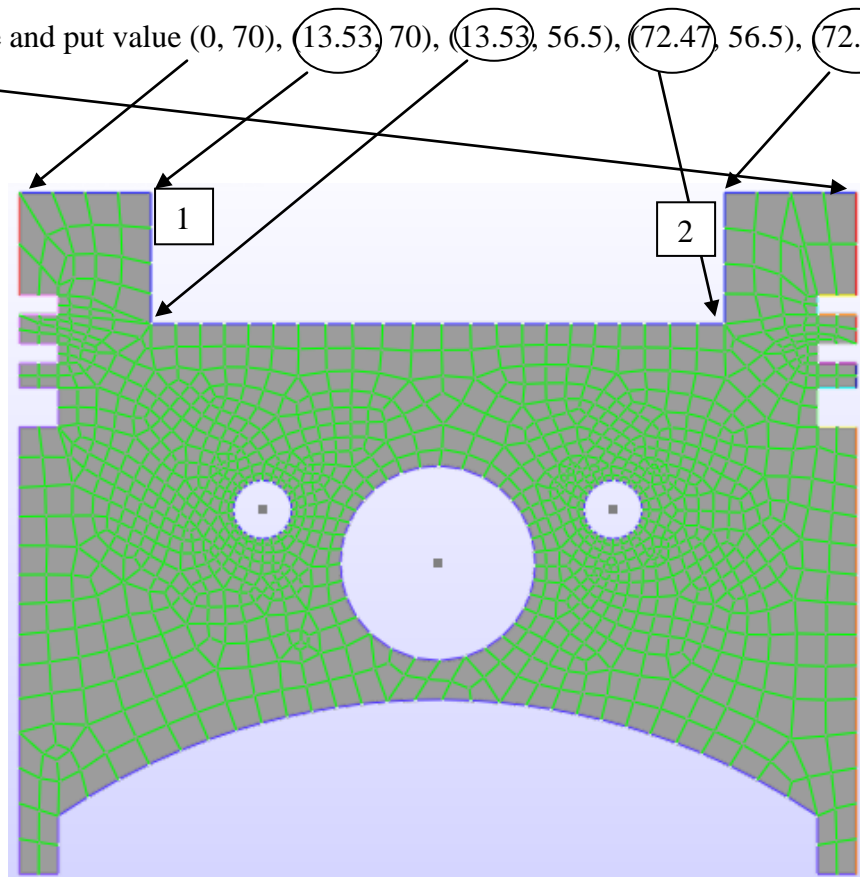 and put value (0, 70), (13.53, 70), (13.53, 56.5), (72.47, 56.5), (72.
1
2